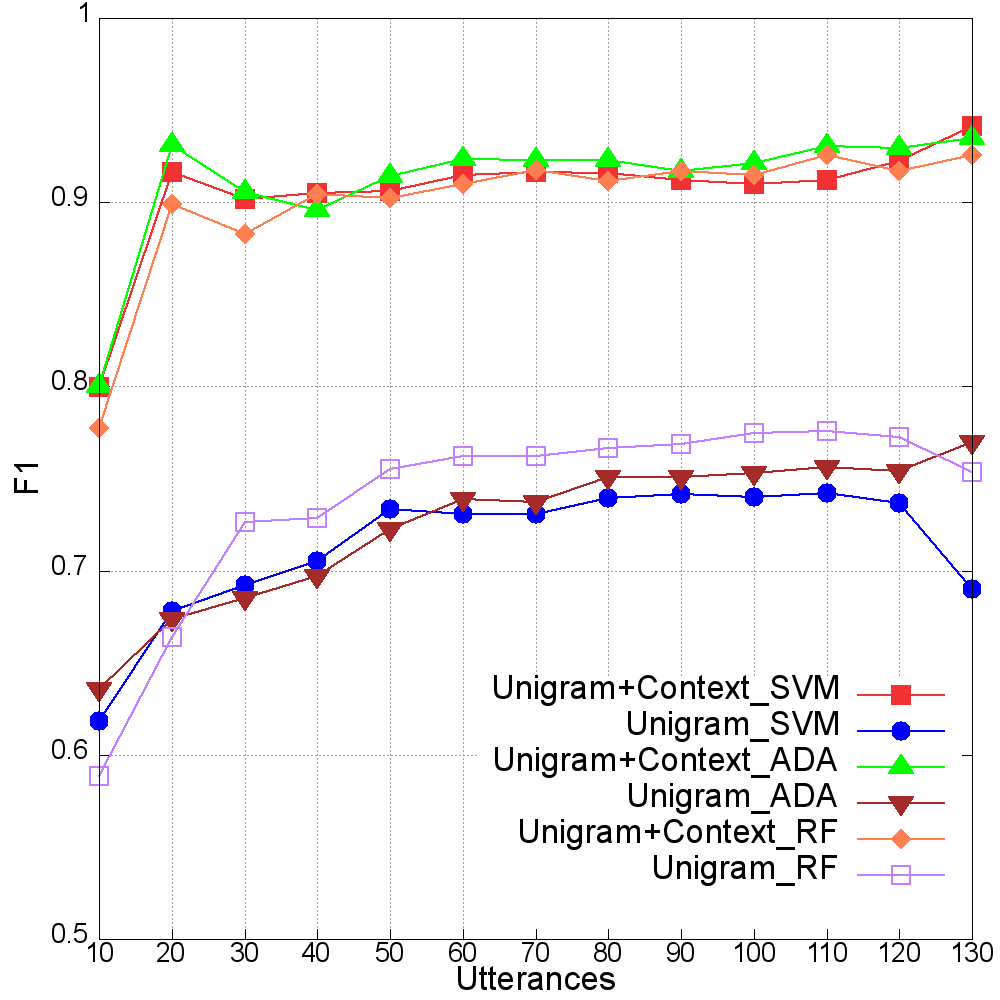 1
0.9
0.8
0.7
0.6
0.5
F1
Unigram+Context_SVM
Unigram_SVM
Unigram+Context_ADA
Unigram_ADA
Unigram+Context_RF
Unigram_RF
10 20 30 40 50 60 70 80 90 100 110 120 130
Utterances